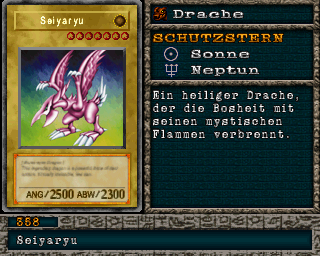 Seiyaryu
ANG/2500 ABW/2300
Drache
SCHUTZSTERN
Sonne
Neptun
Ein heiliger Drache,
der die Bosheit mit
seinen mystischen
Flammen verbrennt.
358
Seiyaryu